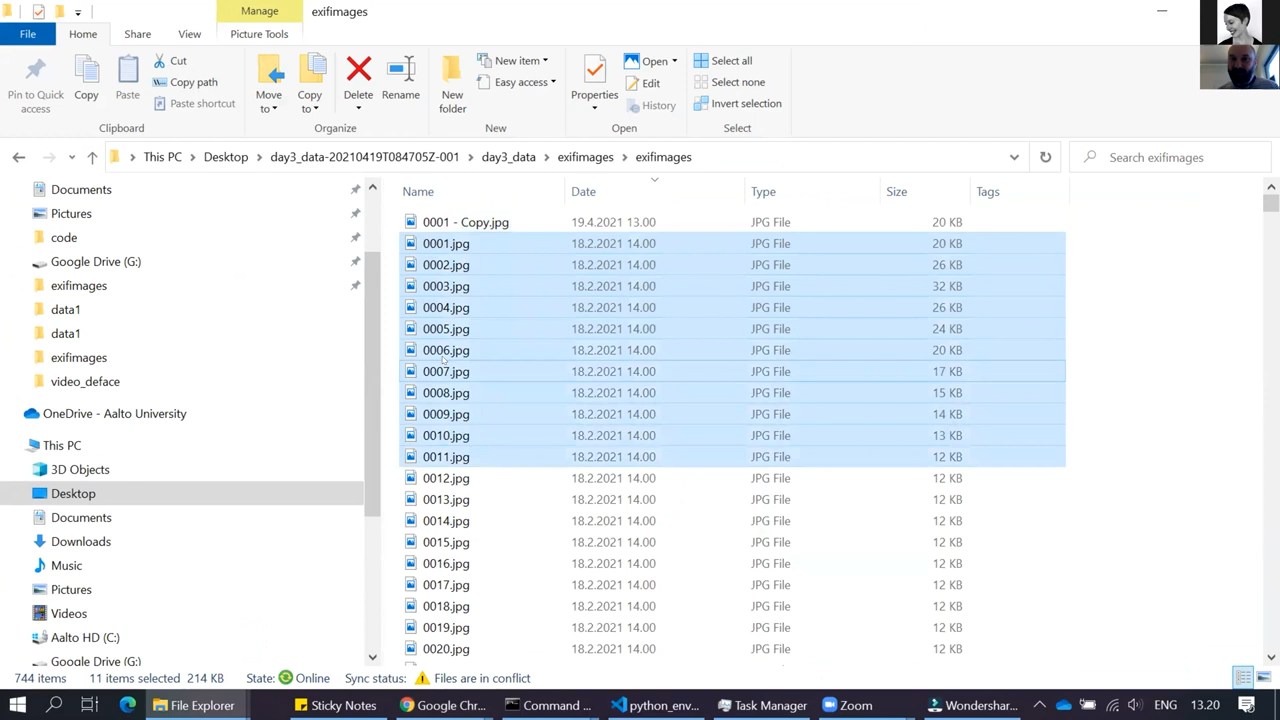 Manage
exifimages
File
Home
Share
View
Picture Tools
Pin to Quick access
Copy
Paste
Cut
Copy path
Paste shortcut
Clipboard
Move to
Copy to
Delete
Rename
Organize
New folder
New item
Easy access
New
Properties
Open
Edit
History
Open
Select all
Select none
Invert selection
Select
This PC > Desktop > day3_data-20210419T084705Z-001 > day3_data > exifimages > exifimages
Search exifimages
Documents
Pictures
code
Google Drive (G:)
exifimages
data1
data1
exifimages
video_deface
OneDrive - Aalto University
This PC
3D Objects
Desktop
Documents
Downloads
Music
Pictures
Videos
Aalto HD (C:)
Google Drive (G:)
Name Date Type Size Tags
0001 - Copy.jpg 19.4.2021 13.00 JPG File 20 KB
0001.jpg 18.2.2021 14.00 JPG File 20 KB
0002.jpg 18.2.2021 14.00 JPG File 26 KB
0003.jpg 18.2.2021 14.00 JPG File 32 KB
0004.jpg 18.2.2021 14.00 JPG File 26 KB
0005.jpg 18.2.2021 14.00 JPG File 24 KB
0006.jpg 18.2.2021 14.00 JPG File 20 KB
0007.jpg 18.2.2021 14.00 JPG File 17 KB
0008.jpg 18.2.2021 14.00 JPG File 15 KB
0009.jpg 18.2.2021 14.00 JPG File 14 KB
0010.jpg 18.2.2021 14.00 JPG File 13 KB
0011.jpg 18.2.2021 14.00 JPG File 12 KB
0012.jpg 18.2.2021 14.00 JPG File 12 KB
0013.jpg 18.2.2021 14.00 JPG File 12 KB
0014.jpg 18.2.2021 14.00 JPG File 12 KB
0015.jpg 18.2.2021 14.00 JPG File 12 KB
0016.jpg 18.2.2021 14.00 JPG File 12 KB
0017.jpg 18.2.2021 14.00 JPG File 12 KB
0018.jpg 18.2.2021 14.00 JPG File 12 KB
0019.jpg 18.2.2021 14.00 JPG File 12 KB
0020.jpg 18.2.2021 14.00 JPG File 12 KB
744 items 11 items selected 214 KB State: Online Sync status: Files are in conflict
File Explorer Sticky Notes Google Chr... Command ... python_env... Task Manager Zoom Wondershar... ENG 13.20